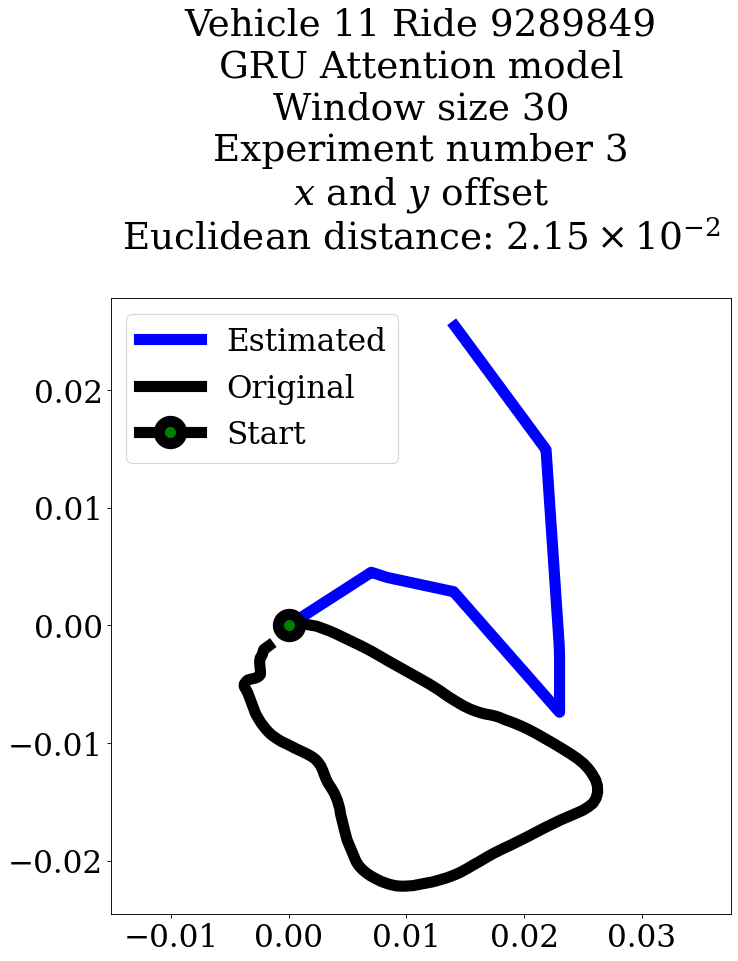 Vehicle 11 Ride 9289849
GRU Attention model
Window size 30
Experiment number 3
x and y offset
Euclidean distance: 2.15 × 10⁻²
Estimated
Original
Start
0.02
0.01
0.00
−0.01
−0.02
−0.01 0.00 0.01 0.02 0.03